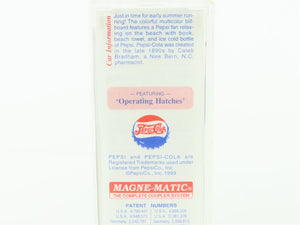 Car Information
Just in time for early summer run-
ning! The colorful multicolor bill-
board features a Pepsi fan relax-
ing on the beach with book,
beach towel, and ice cold bottle
of Pepsi. Pepsi-Cola was created
in the late 1890s by Caleb
Bradham, a New Bern, N.C.
pharmacist.
— FEATURING —
"Operating Hatches"
Pepsi-Cola
PEPSI and PEPSI-COLA are
Registered Trademarks used under
License from PepsiCo., Inc.
©PepsiCo., Inc. 1999
MAGNE-MATIC®
THE COMPLETE COUPLER SYSTEM
PATENT NUMBERS